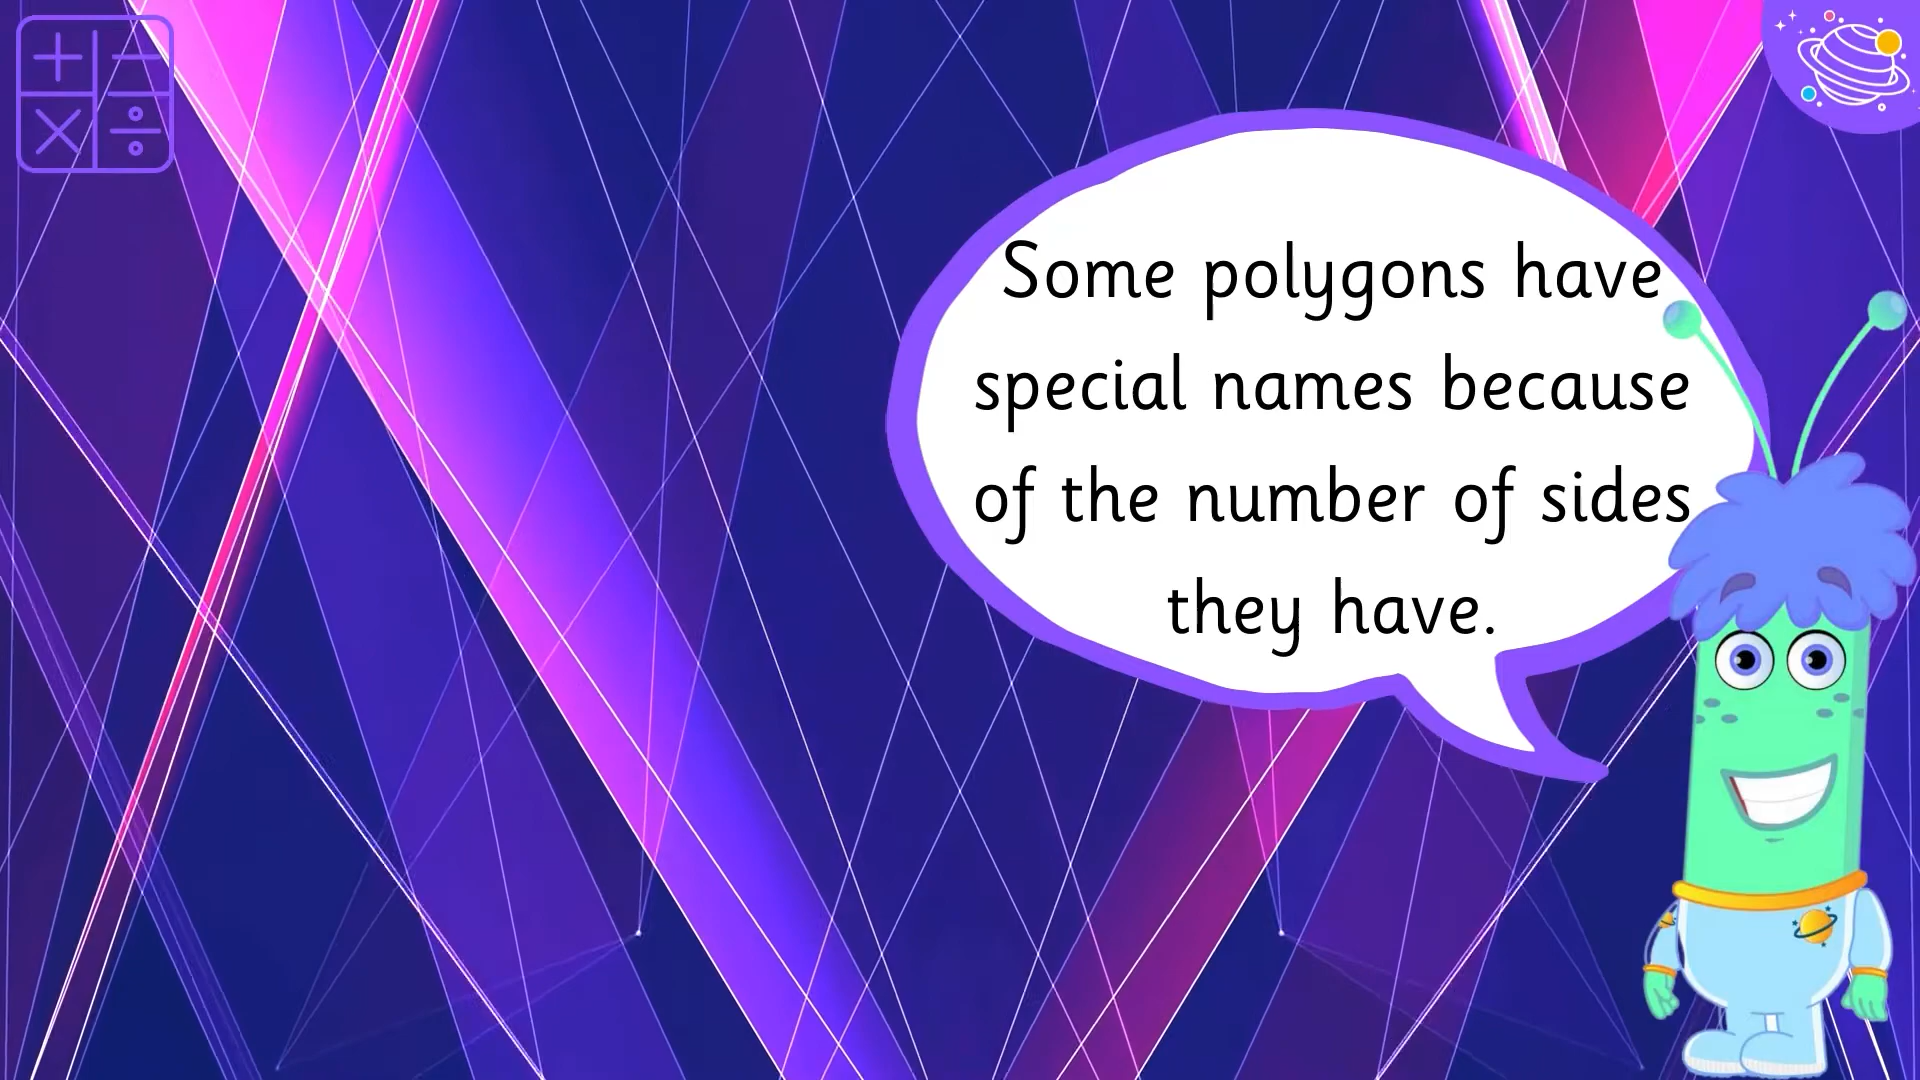 Some polygons have
special names because
of the number of sides
they have.